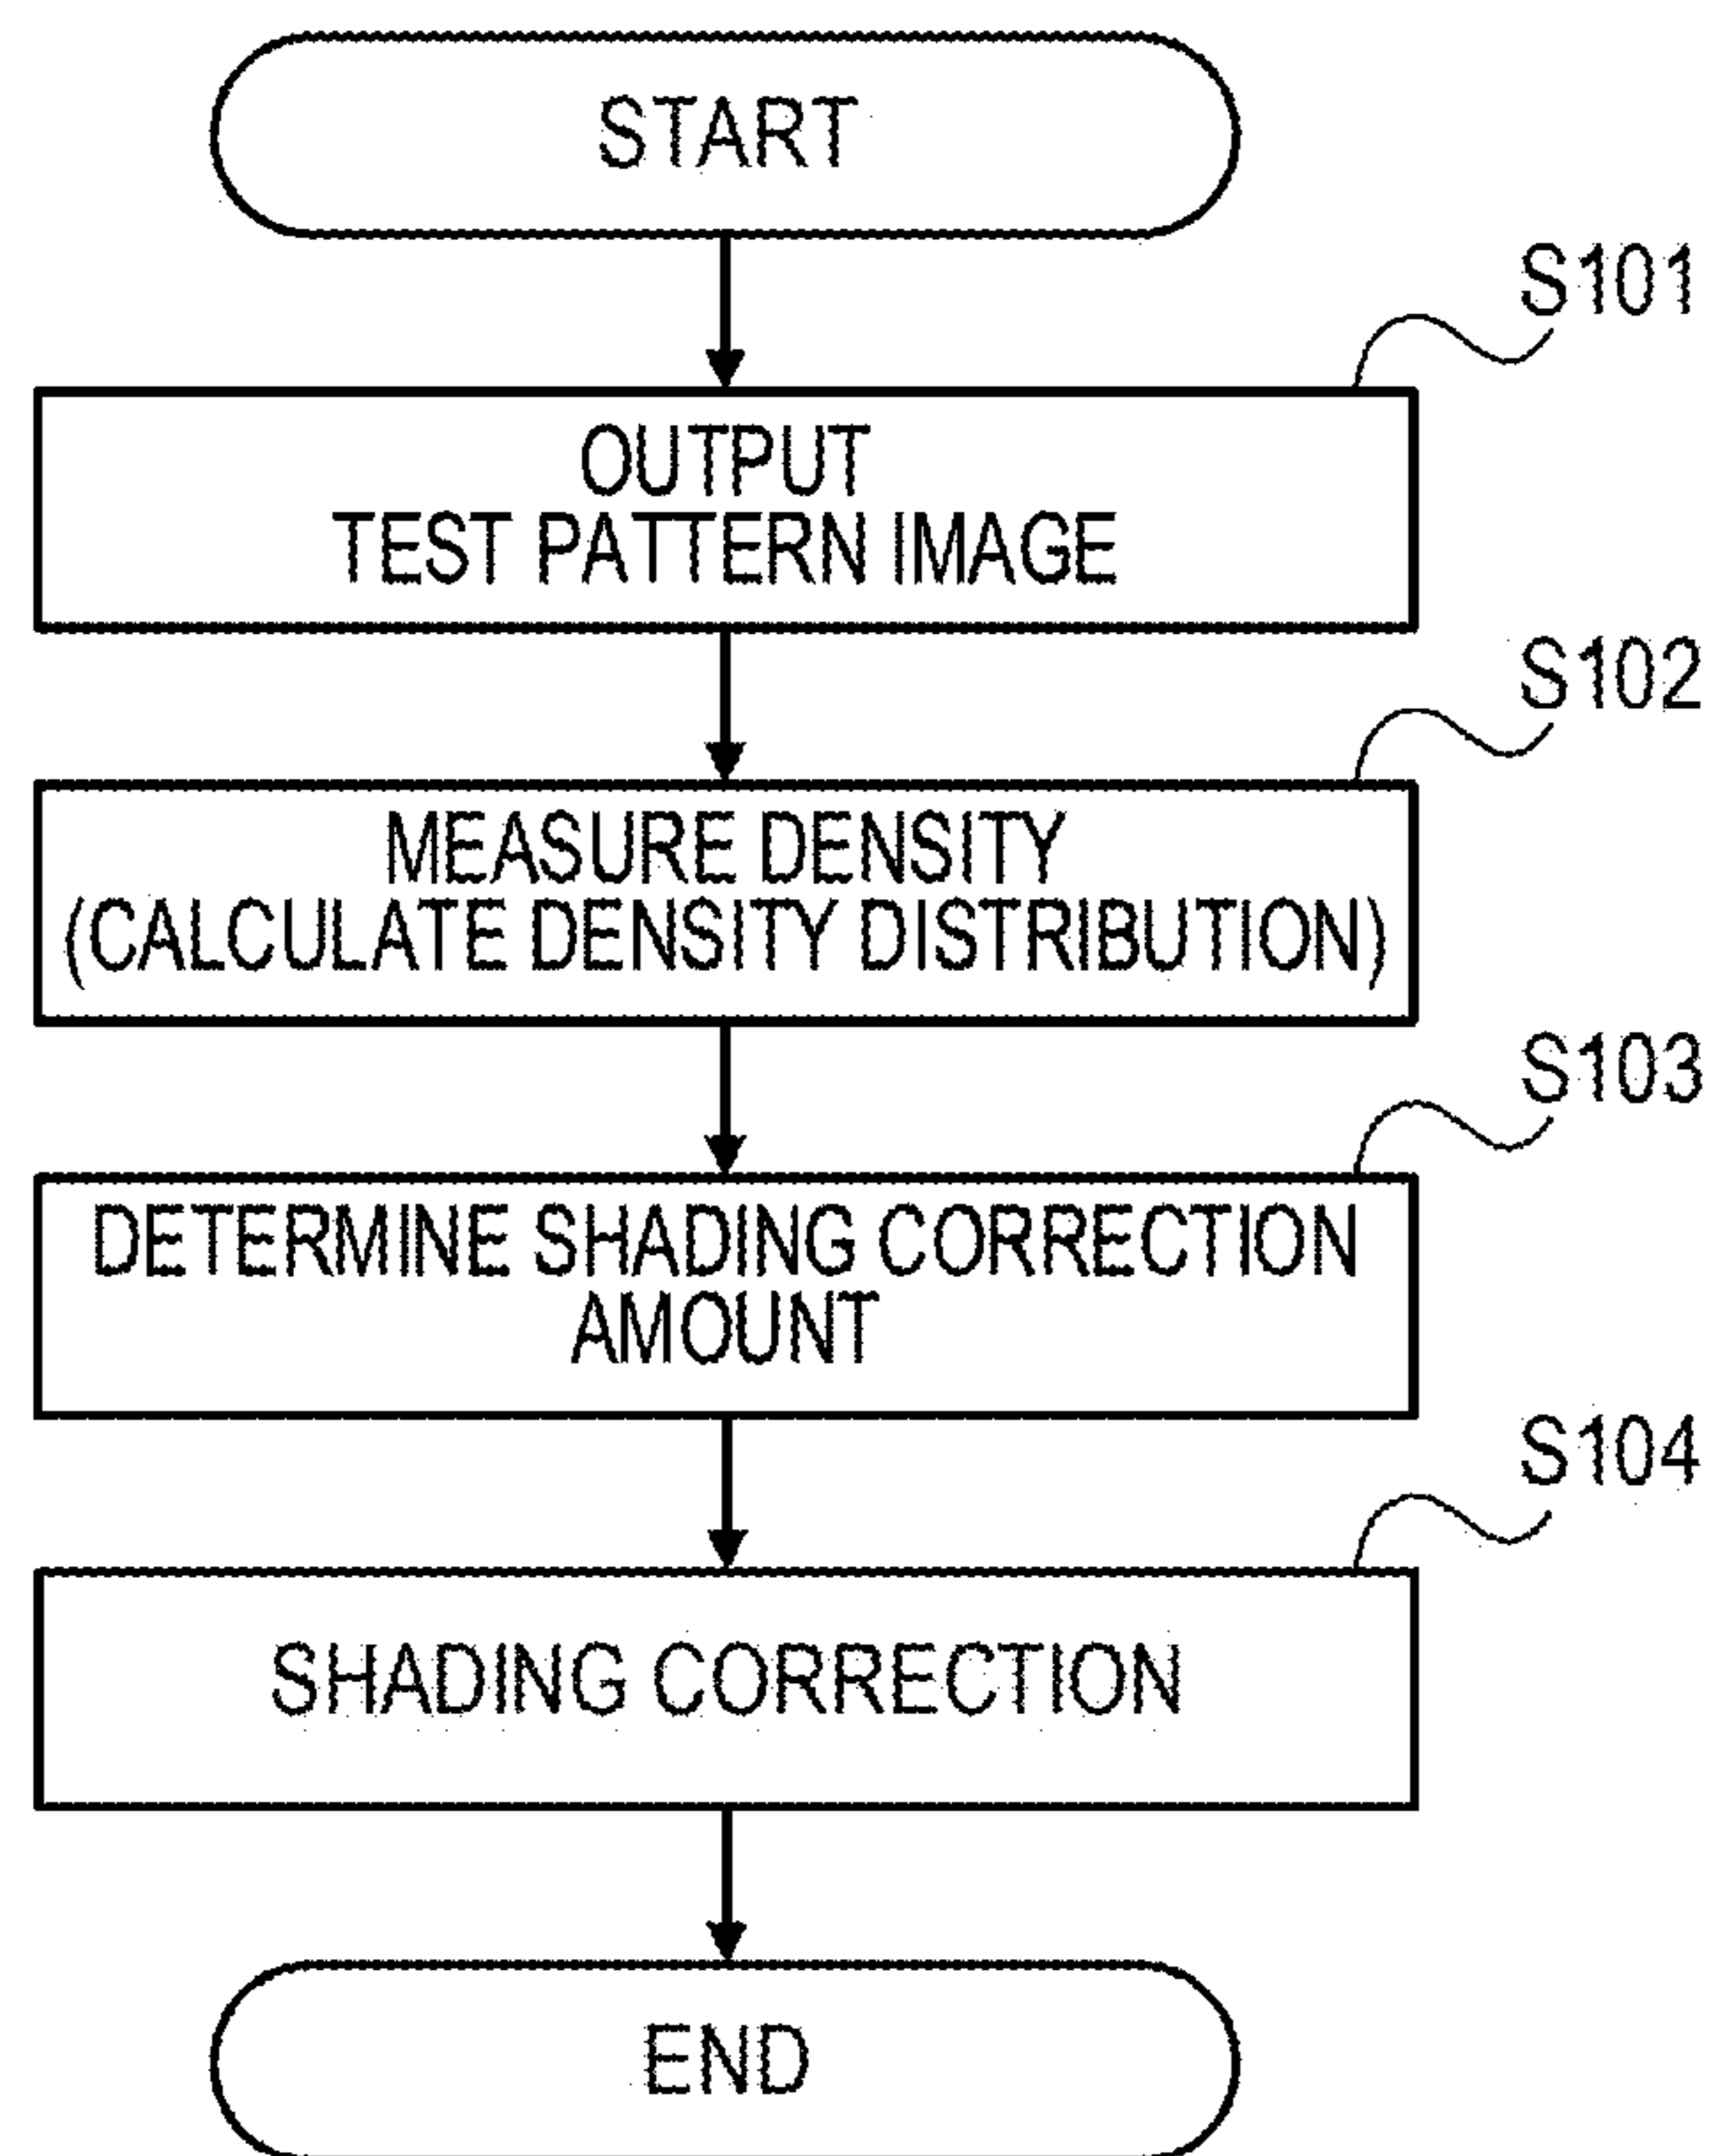 START
S101
OUTPUT
TEST PATTERN IMAGE
S102
MEASURE DENSITY
(CALCULATE DENSITY DISTRIBUTION)
S103
DETERMINE SHADING CORRECTION
AMOUNT
S104
SHADING CORRECTION
END